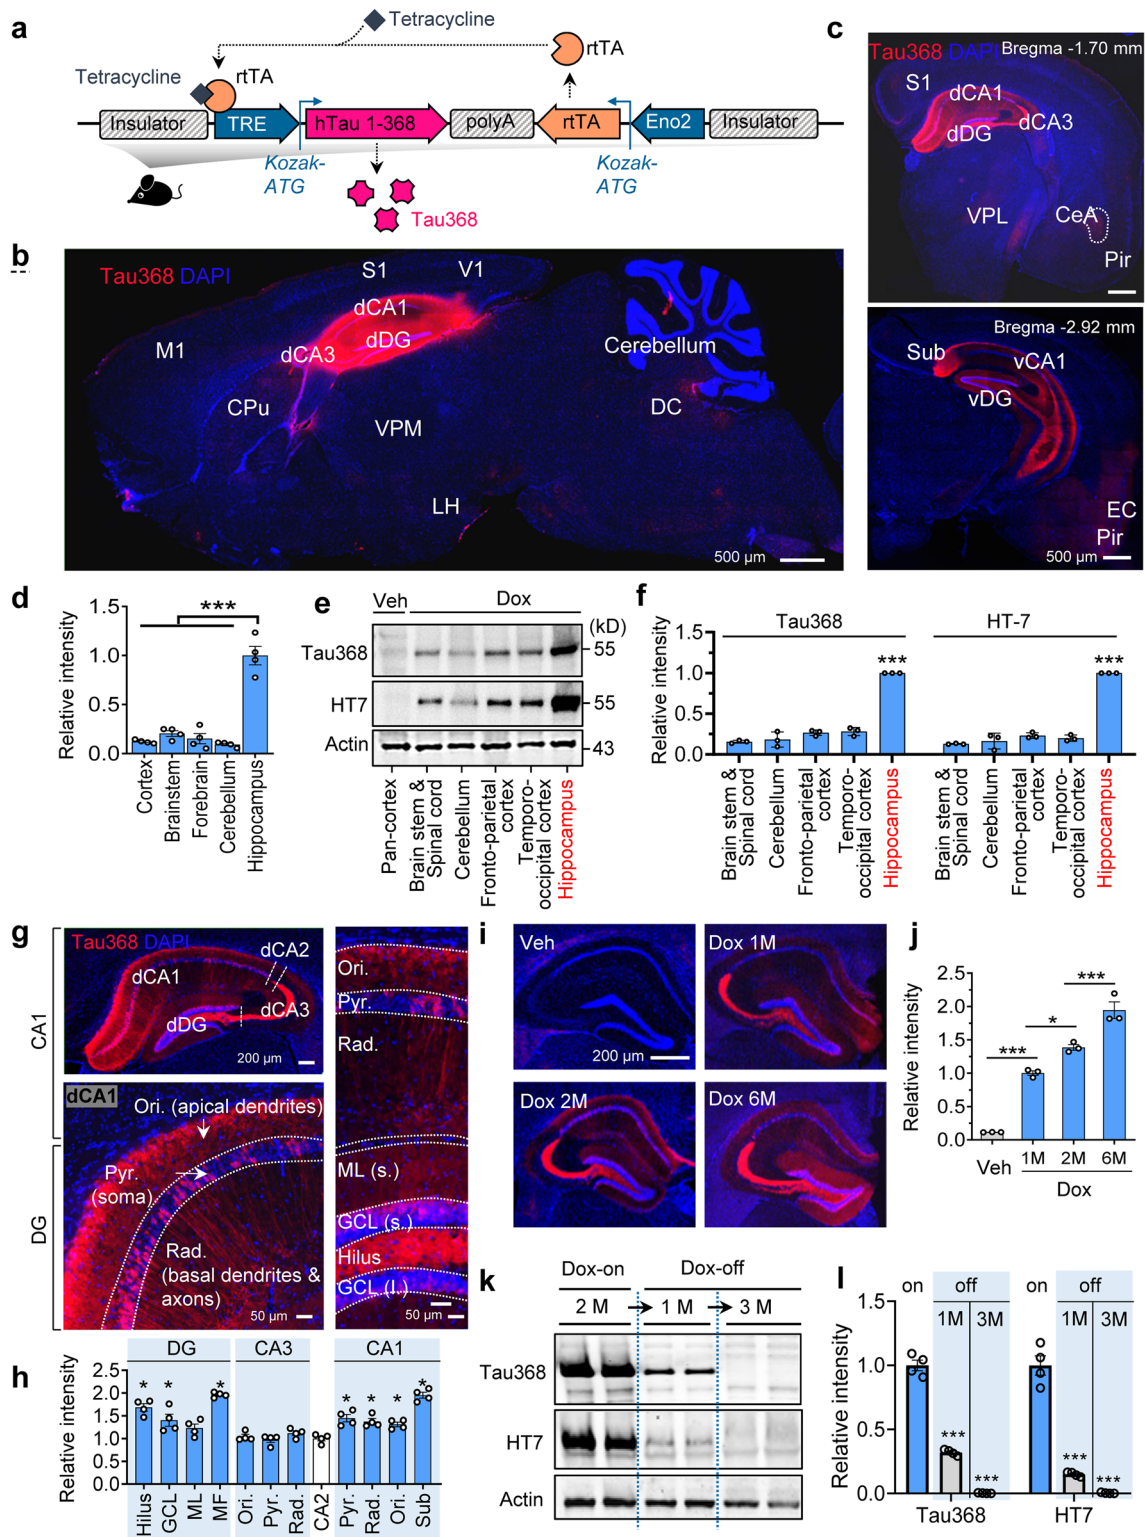 a
Tetracycline
rtTA
Tetracycline
rtTA
Insulator
TRE
hTau 1-368
polyA
rtTA
Eno2
Insulator
Kozak-
ATG
Kozak-
ATG
Tau368
b
Tau368 DAPI
S1
V1
dCA1
dDG
dCA3
M1
CPu
VPM
LH
Cerebellum
DC
500 µm
c
Tau368 DAPI
Bregma -1.70 mm
S1
dCA1
dDG
dCA3
VPL
CeA
Pir
Bregma -2.92 mm
Sub
vCA1
vDG
EC
Pir
500 µm
d
Relative intensity
1.5
1.0
0.5
0.0
***
Cortex
Brainstem
Forebrain
Cerebellum
Hippocampus
e
Veh
Dox
(kD)
Tau368
55
HT7
55
Actin
43
Pan-cortex
Brain stem &
Spinal cord
Cerebellum
Fronto-parietal
cortex
Temporo-
occipital cortex
Hippocampus
f
Relative intensity
1.5
1.0
0.5
0.0
Tau368
HT-7
***
***
Brain stem &
Spinal cord
Cerebellum
Fronto-parietal
cortex
Temporo-
occipital cortex
Hippocampus
Brain stem &
Spinal cord
Cerebellum
Fronto-parietal
cortex
Temporo-
occipital cortex
Hippocampus
g
CA1
DG
Tau368 DAPI
dCA2
dCA1
dCA3
dDG
200 µm
dCA1
Ori. (apical dendrites)
Pyr.
(soma)
Rad.
(basal dendrites &
axons)
50 µm
Ori.
Pyr.
Rad.
ML (s.)
GCL (s.)
Hilus
GCL (I.)
50 µm
h
Relative intensity
2.5
2.0
1.5
1.0
0.5
0.0
DG
CA3
CA1
* * * * * * *
Hilus
GCL
ML
MF
Ori.
Pyr.
Rad.
CA2
Pyr.
Rad.
Ori.
Sub
i
Veh
200 µm
Dox 1M
Dox 2M
Dox 6M
j
Relative intensity
2.5
2.0
1.5
1.0
0.5
0.0
***
*
***
Veh
1M
2M
6M
Dox
k
Dox-on
Dox-off
2 M
1 M
3 M
Tau368
HT7
Actin
l
Relative intensity
1.5
1.0
0.5
0.0
on
off
1M
3M
on
off
1M
3M
***
***
***
***
Tau368
HT7